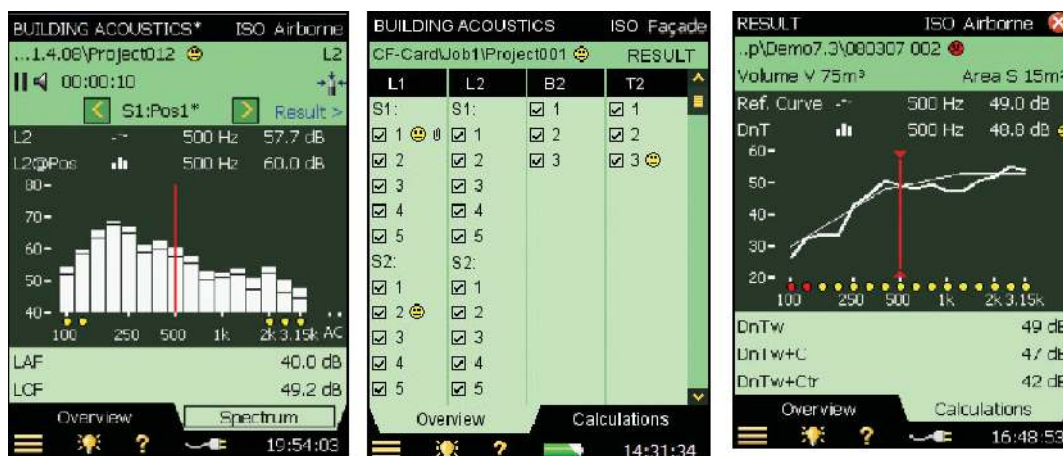 BUILDING ACOUSTICS* ISO Airborne
...1.4.08\Project012 L2
00:00:10
< S1:Pos1* > Result >
L2 500 Hz 57.7 dB
L2@Pos 500 Hz 60.0 dB
80-
70-
60-
50-
40-
100 250 500 1k 2k 3.15k AC
LAF 40.0 dB
LCF 49.2 dB
Overview Spectrum
? 19:54:03
BUILDING ACOUSTICS ISO Façade
CF-Card\Job1\Project001 RESULT
L1 L2 B2 T2
S1: S1: 1 1
1 1 2 2
2 2 3 3
3 3
4 4
5 5
S2: S2:
1 1
2 2
3 3
4 4
5 5
Overview Calculations
? 14:31:34
RESULT ISO Airborne
..p\Demo7.3\080307 002
Volume V 75m³ Area S 15m²
Ref. Curve 500 Hz 49.0 dB
DnT 500 Hz 48.8 dB
60-
50-
40-
30-
20-
100 250 500 1k 2k 3.15k
DnTw 49 dB
DnTw+C 47 dB
DnTw+Ctr 42 dB
Overview Calculations
? 16:48:53